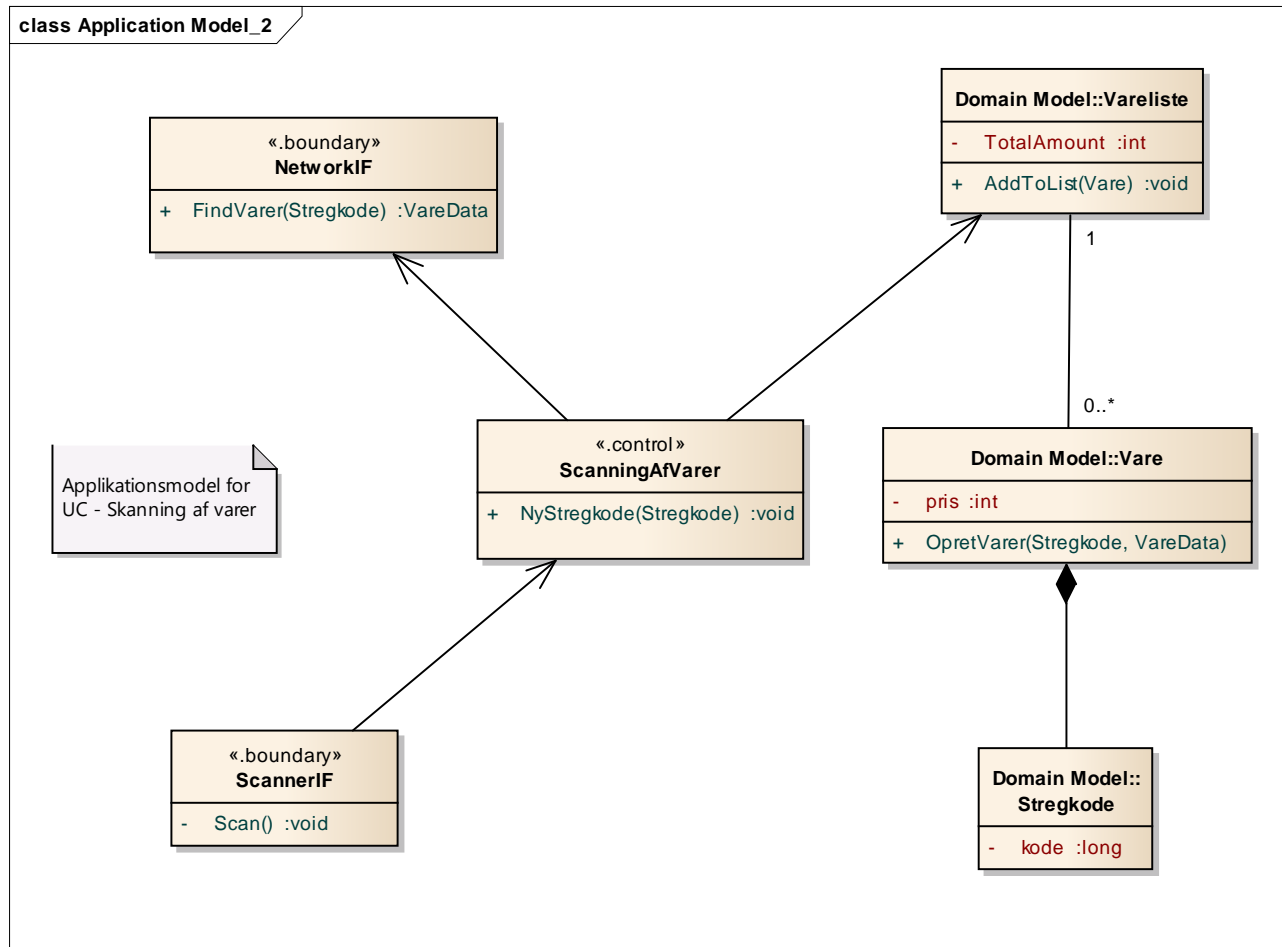 class Application Model_2
«.boundary»
NetworkIF
+ FindVarer(Stregkode) :VareData
Domain Model::Vareliste
- TotalAmount :int
+ AddToList(Vare) :void
1
0..*
Applikationsmodel for
UC - Skanning af varer
«.control»
ScanningAfVarer
+ NyStregkode(Stregkode) :void
Domain Model::Vare
- pris :int
+ OpretVarer(Stregkode, VareData)
«.boundary»
ScannerIF
- Scan() :void
Domain Model::
Stregkode
- kode :long